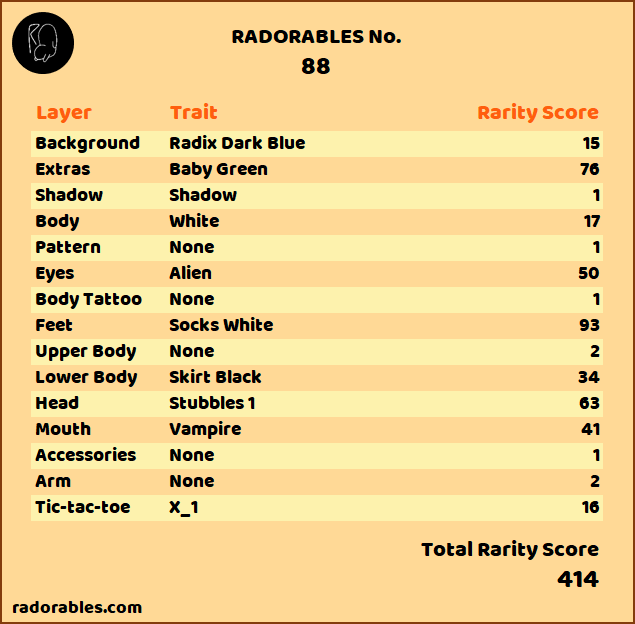 RADORABLES No.
88
Layer Trait Rarity Score
Background Radix Dark Blue 15
Extras Baby Green 76
Shadow Shadow 1
Body White 17
Pattern None 1
Eyes Alien 50
Body Tattoo None 1
Feet Socks White 93
Upper Body None 2
Lower Body Skirt Black 34
Head Stubbles 1 63
Mouth Vampire 41
Accessories None 1
Arm None 2
Tic-tac-toe X_1 16
Total Rarity Score
414
radorables.com